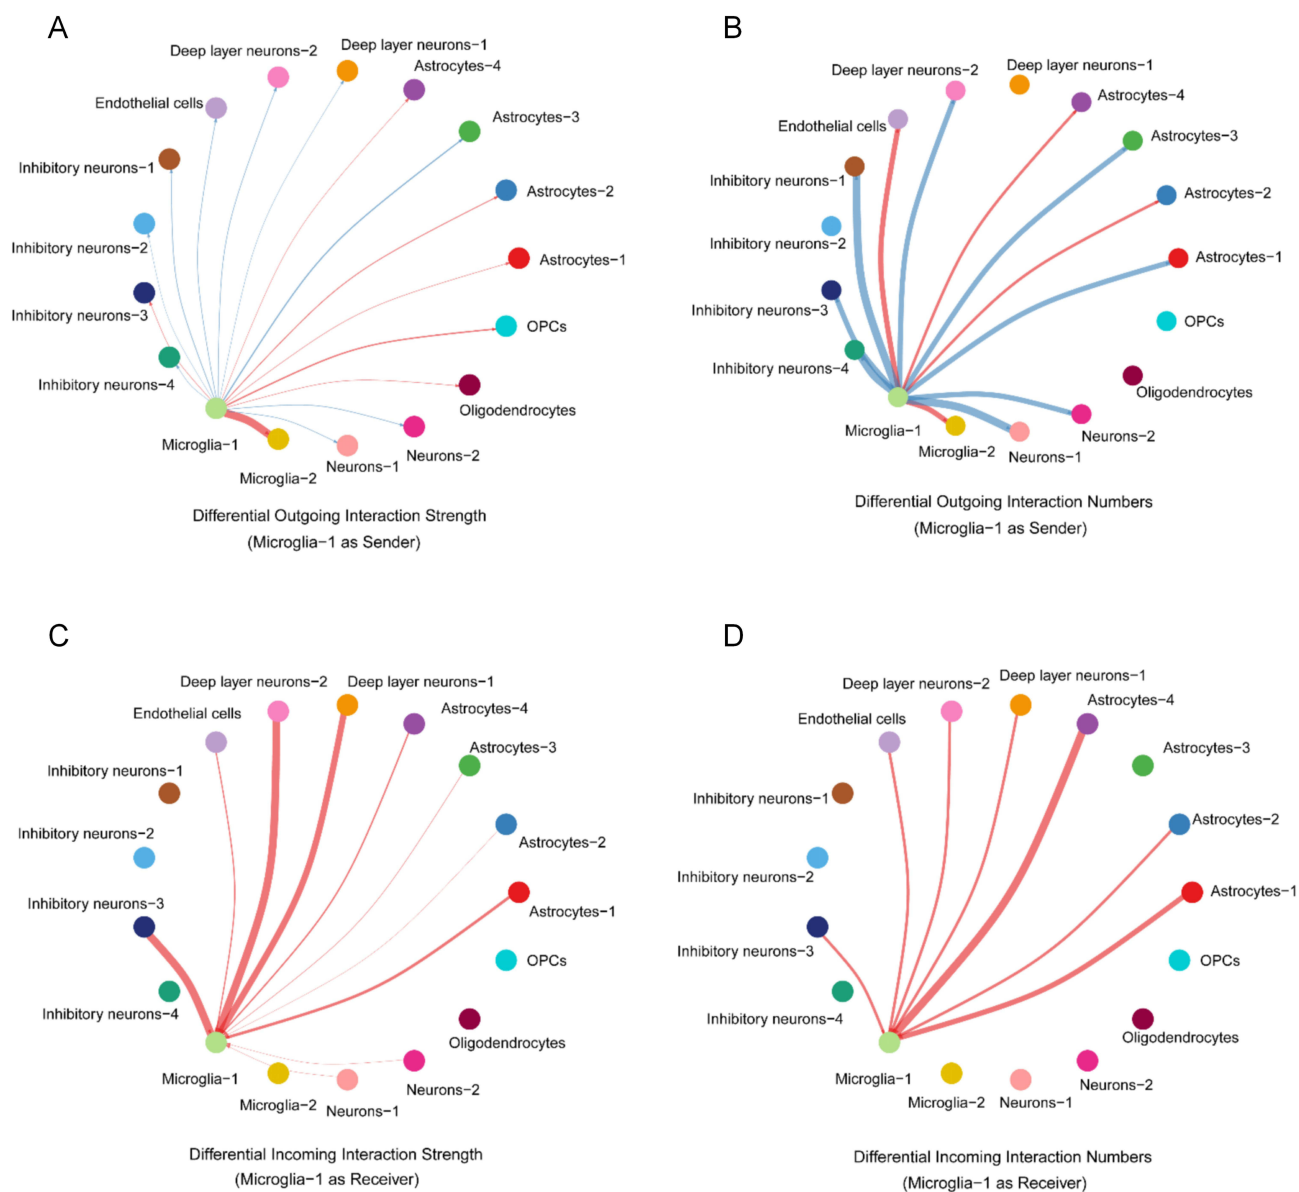 A
Deep layer neurons−2
Deep layer neurons−1
Astrocytes−4
Endothelial cells
Astrocytes−3
Inhibitory neurons−1
Astrocytes−2
Inhibitory neurons−2
Astrocytes−1
Inhibitory neurons−3
OPCs
Inhibitory neurons−4
Oligodendrocytes
Microglia−1
Neurons−2
Neurons−1
Microglia−2
Differential Outgoing Interaction Strength
(Microglia−1 as Sender)
B
Deep layer neurons−2
Deep layer neurons−1
Astrocytes−4
Endothelial cells
Astrocytes−3
Inhibitory neurons−1
Astrocytes−2
Inhibitory neurons−2
Astrocytes−1
Inhibitory neurons−3
OPCs
Inhibitory neurons−4
Oligodendrocytes
Microglia−1
Neurons−2
Microglia−2
Neurons−1
Differential Outgoing Interaction Numbers
(Microglia−1 as Sender)
C
Deep layer neurons−2
Deep layer neurons−1
Endothelial cells
Astrocytes−4
Astrocytes−3
Inhibitory neurons−1
Inhibitory neurons−2
Astrocytes−2
Inhibitory neurons−3
Astrocytes−1
OPCs
Inhibitory neurons−4
Oligodendrocytes
Microglia−1
Neurons−2
Microglia−2
Neurons−1
Differential Incoming Interaction Strength
(Microglia−1 as Receiver)
D
Deep layer neurons−2
Deep layer neurons−1
Astrocytes−4
Endothelial cells
Astrocytes−3
Inhibitory neurons−1
Astrocytes−2
Inhibitory neurons−2
Astrocytes−1
Inhibitory neurons−3
OPCs
Inhibitory neurons−4
Oligodendrocytes
Microglia−1
Neurons−2
Microglia−2
Neurons−1
Differential Incoming Interaction Numbers
(Microglia−1 as Receiver)